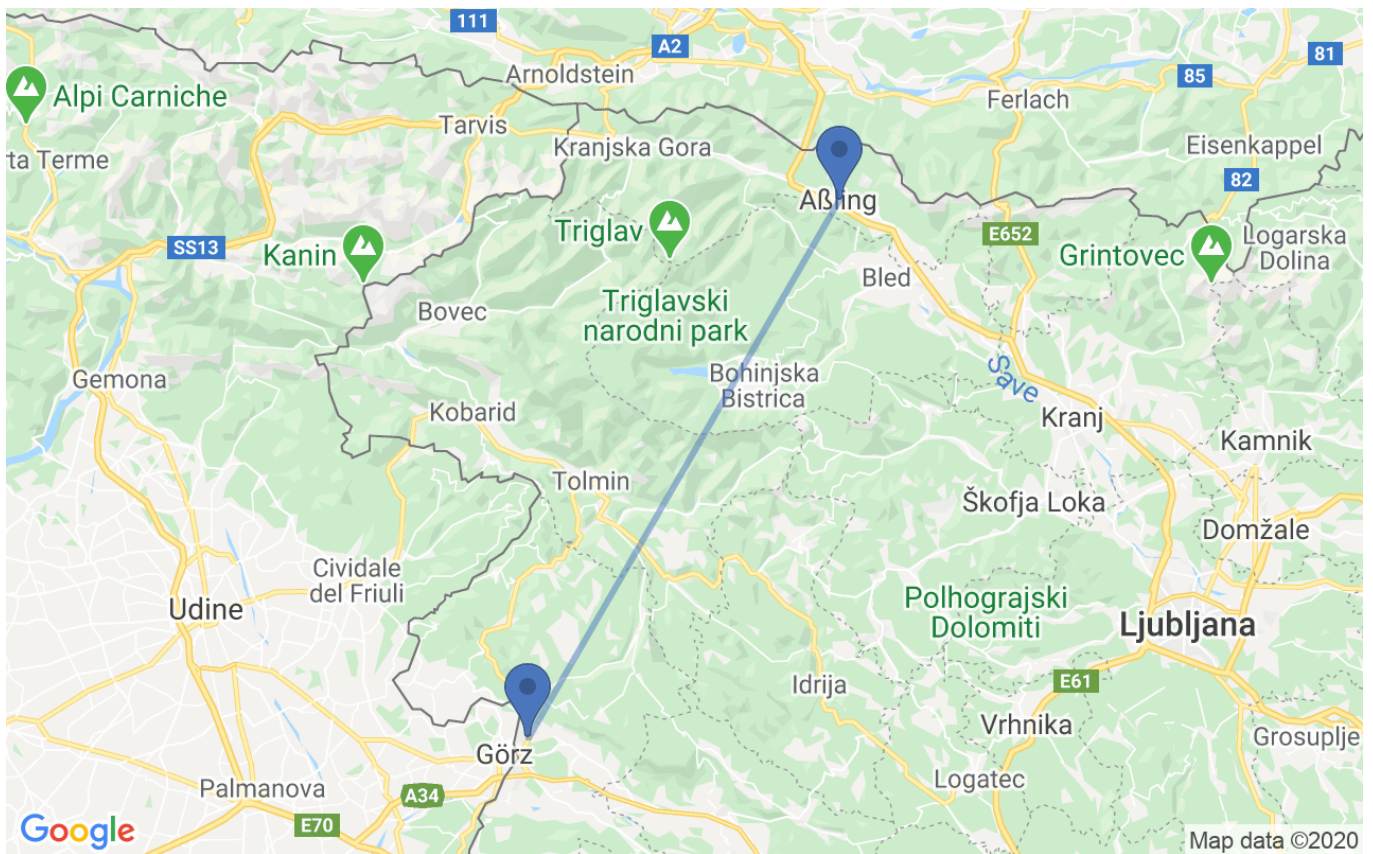 111
A2
81
Arnoldstein
85
Alpi Carniche
Ferlach
Tarvis
Kranjska Gora
Eisenkappel
rta Terme
82
Aßling
Triglav
E652
Logarska
Dolina
SS13
Kanin
Grintovec
Bled
Bovec
Triglavski
narodni park
Save
Gemona
Bohinjska
Bistrica
Kobarid
Kranj
Kamnik
Tolmin
Škofja Loka
Domžale
Cividale
del Friuli
Udine
Polhograjski
Dolomiti
Ljubljana
Idrija
E61
Vrhnika
Görz
Grosuplje
Palmanova
A34
Logatec
E70
Google
Map data ©2020